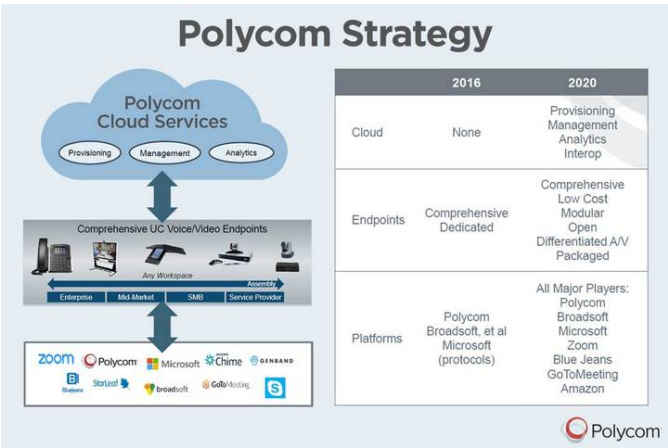 Polycom Strategy
Polycom
Cloud Services
Provisioning
Management
Analytics
Comprehensive UC Voice/Video Endpoints
Any Workspace
Assembly
Enterprise
Mid-Market
SMB
Service Provider
zoom
Polycom
Microsoft
amazon
Chime
GENBAND
Bluejeans
StarLeaf
broadsoft
GoToMeeting
2016
2020
Cloud
None
Provisioning
Management
Analytics
Interop
Endpoints
Comprehensive
Dedicated
Comprehensive
Low Cost
Modular
Open
Differentiated A/V
Packaged
Platforms
Polycom
Broadsoft, et al
Microsoft
(protocols)
All Major Players:
Polycom
Broadsoft
Microsoft
Zoom
Blue Jeans
GoToMeeting
Amazon
Polycom